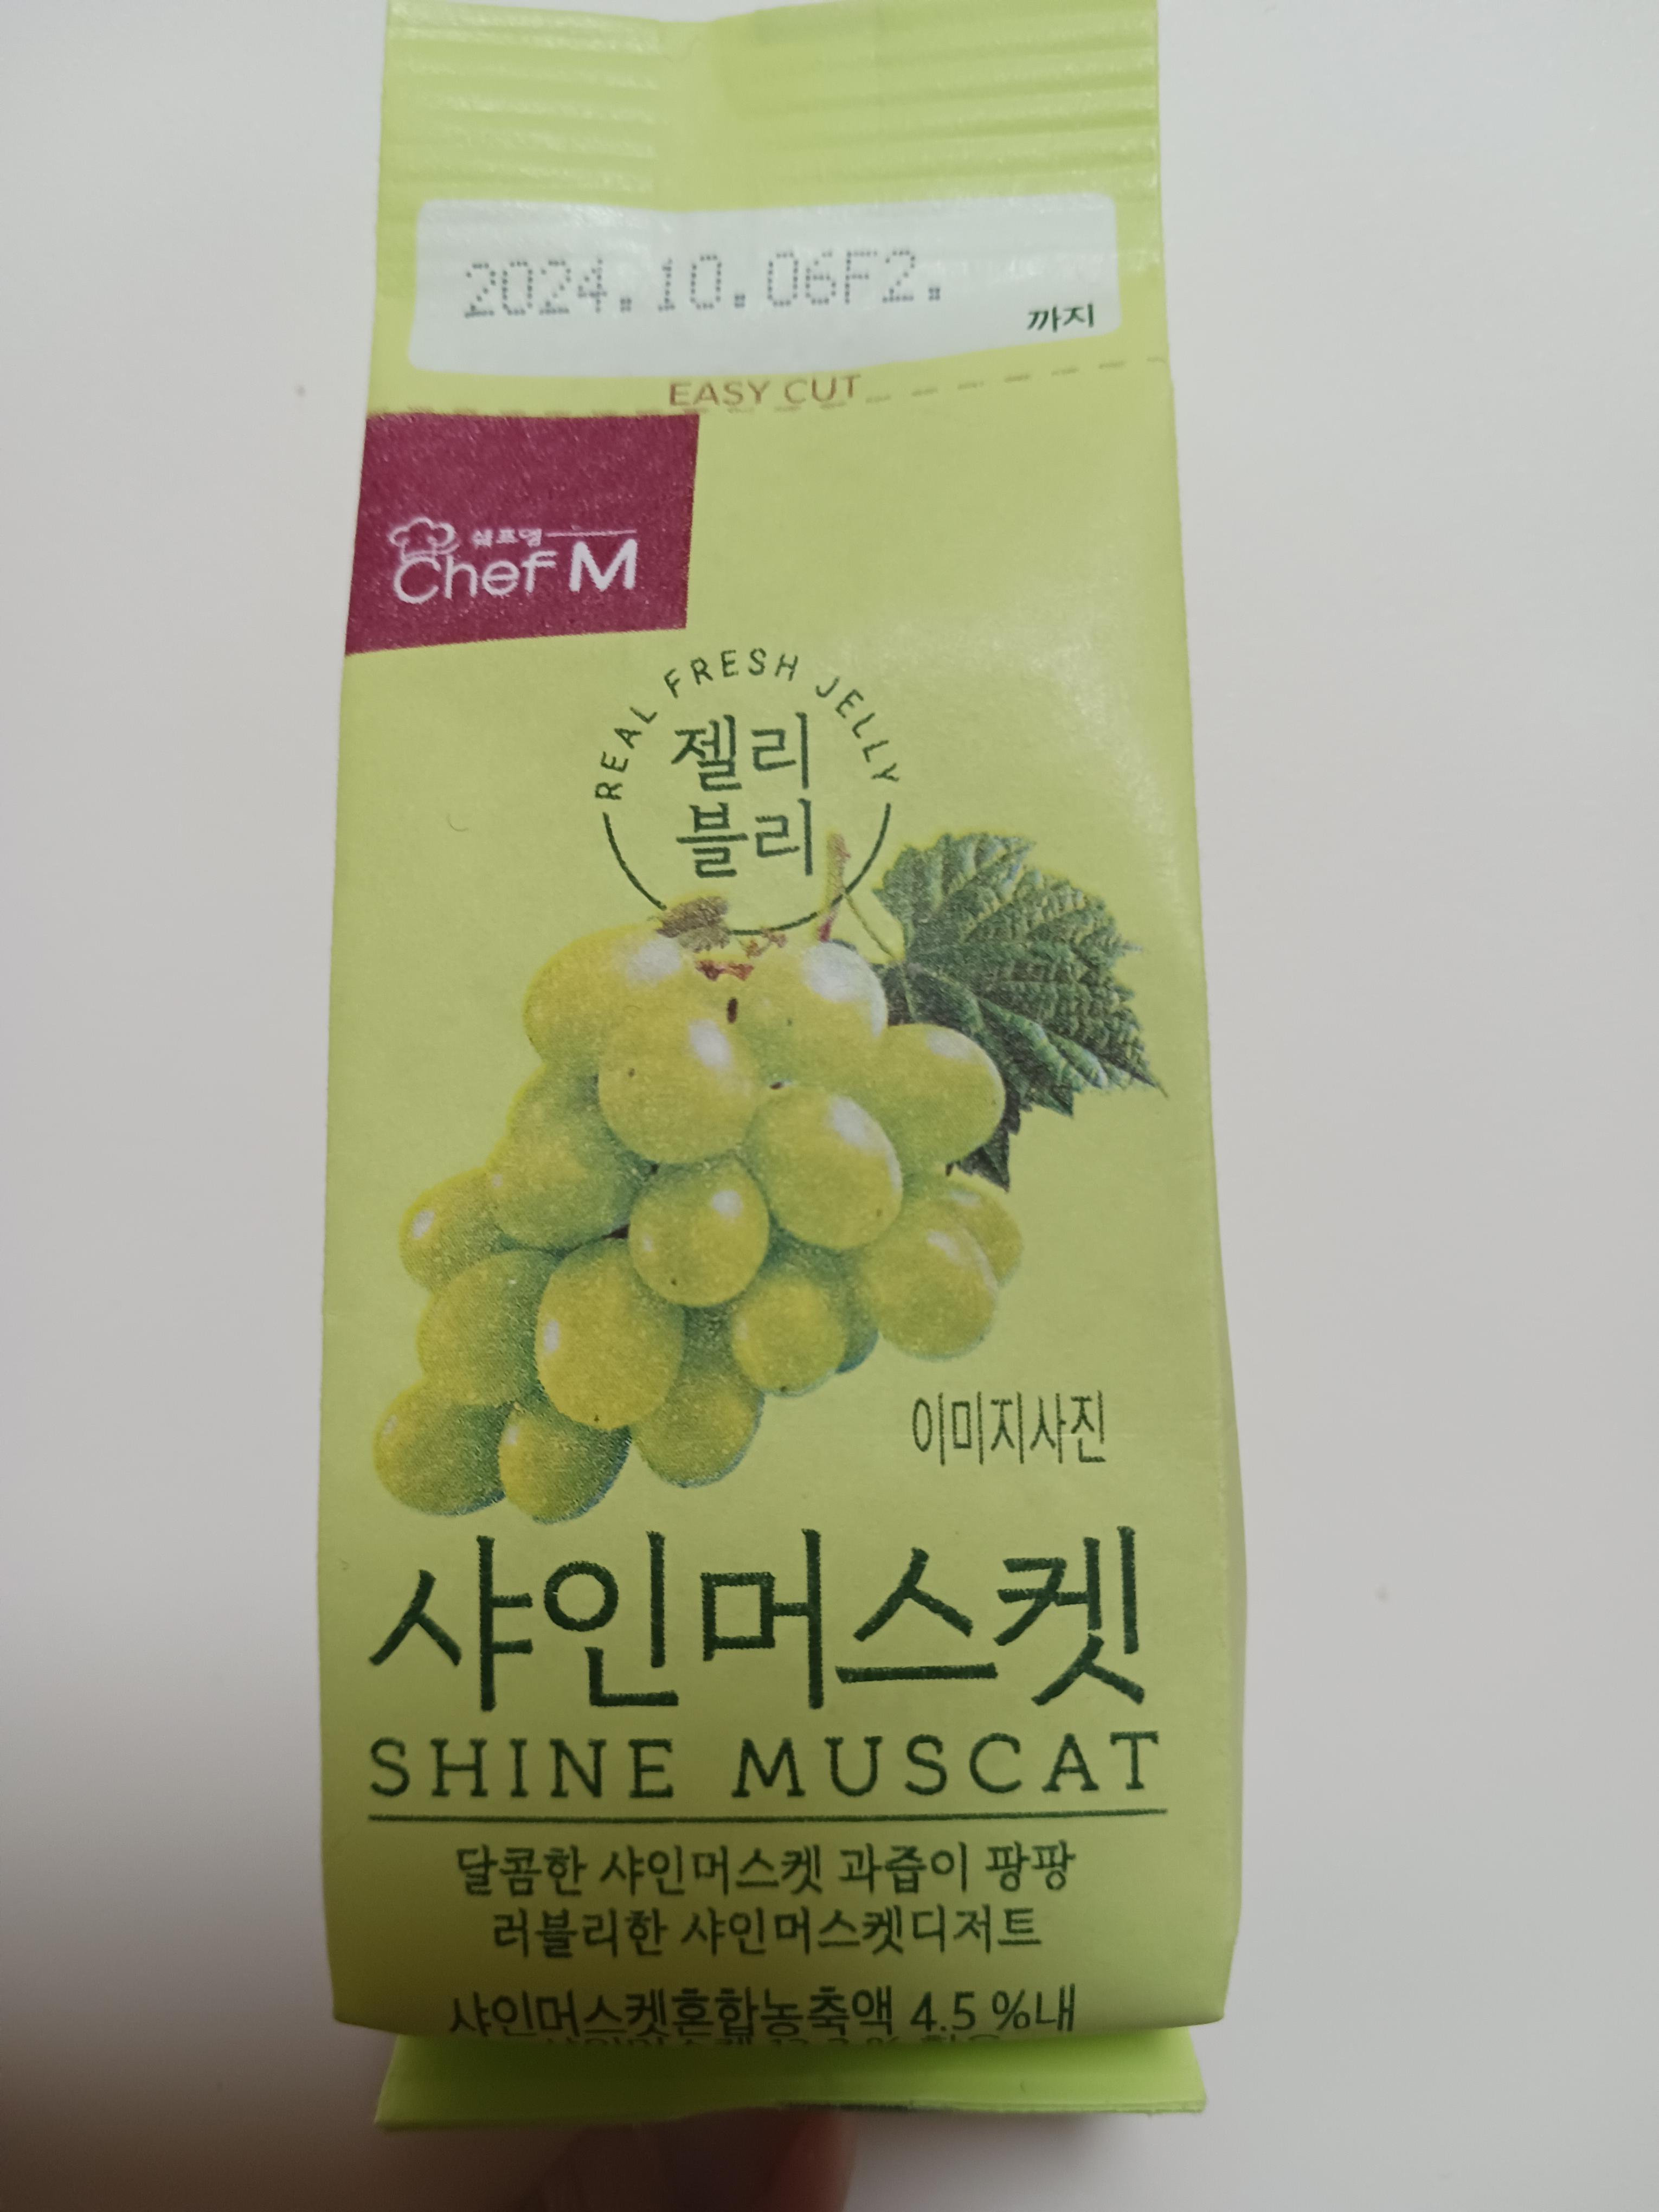 2024.10.06F2.
까지
EASY CUT
쉐프엠
Chef M
REAL FRESH JELLY
젤리
블리
이미지사진
샤인머스켓
SHINE MUSCAT
달콤한 샤인머스켓 과즙이 팡팡
러블리한 샤인머스켓디저트
샤인머스켓혼합농축액 4.5 %내